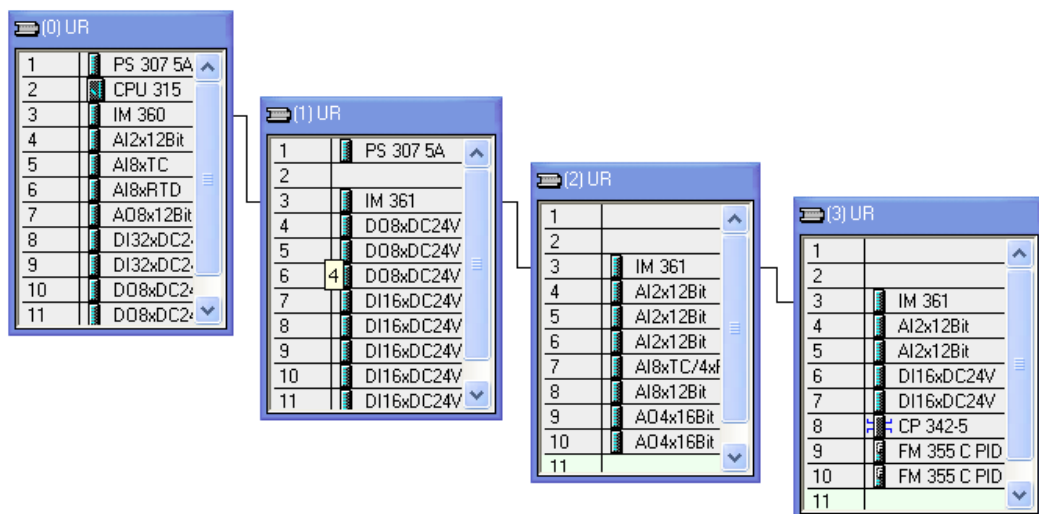 (0) UR
1 PS 307 5A
2 CPU 315
3 IM 360
4 AI2x12Bit
5 AI8xTC
6 AI8xRTD
7 AO8x12Bit
8 DI32xDC2
9 DI32xDC2
10 DO8xDC2
11 DO8xDC2
(1) UR
1 PS 307 5A
2
3 IM 361
4 DO8xDC24V
5 DO8xDC24V
6 4 DO8xDC24V
7 DI16xDC24V
8 DI16xDC24V
9 DI16xDC24V
10 DI16xDC24V
11 DI16xDC24V
(2) UR
1
2
3 IM 361
4 AI2x12Bit
5 AI2x12Bit
6 AI2x12Bit
7 AI8xTC/4xR
8 AI8x12Bit
9 AO4x16Bit
10 AO4x16Bit
11
(3) UR
1
2
3 IM 361
4 AI2x12Bit
5 AI2x12Bit
6 DI16xDC24V
7 DI16xDC24V
8 CP 342-5
9 FM 355 C PID
10 FM 355 C PID
11